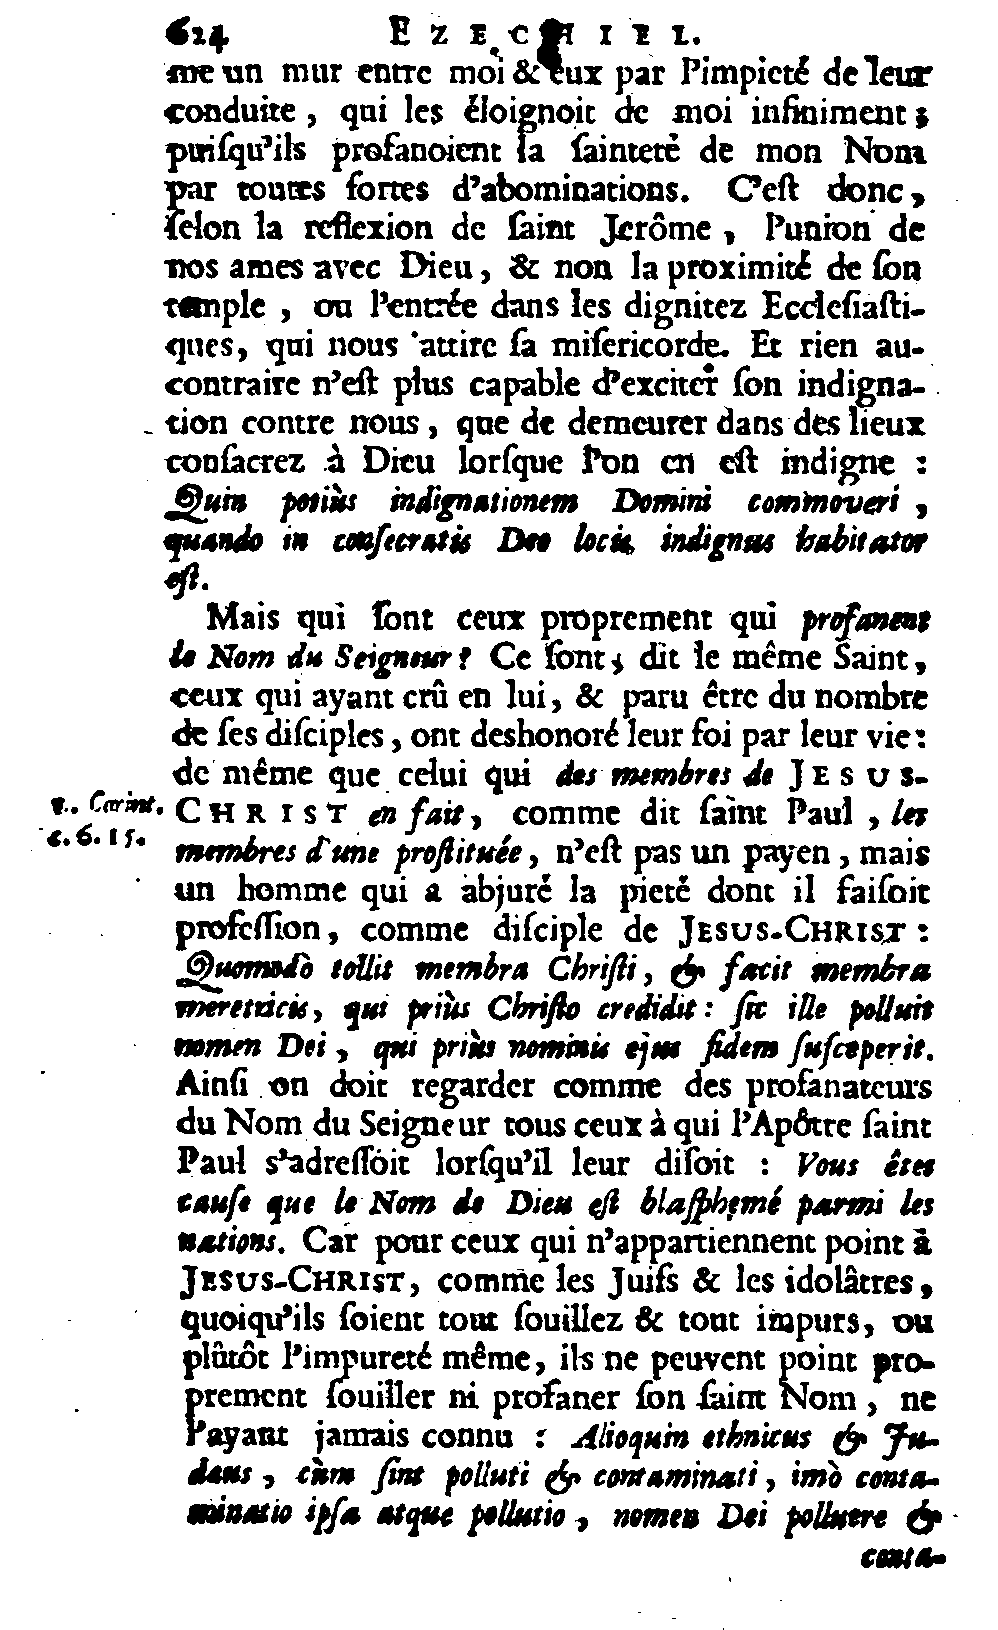 624 EZECHIEL.
me un mur entre moi & eux par l'impieté de leur
conduite, qui les éloignoit de moi infiniment;
puisqu'ils profanoient la sainteté de mon Nom
par toutes sortes d'abominations. C'est donc,
selon la reflexion de saint Jerôme, l'union de
nos ames avec Dieu, & non la proximité de son
temple, ou l'entrée dans les dignitez Ecclesiasti-
ques, qui nous attire sa misericorde. Et rien au-
contraire n'est plus capable d'exciter son indigna-
tion contre nous, que de demeurer dans des lieux
consacrez à Dieu lorsque l'on en est indigne :
Quin potiùs indignationem Domini commoveri,
quando in consecratis Deo locis indignus habitator
est.
Mais qui sont ceux proprement qui profanent
le Nom du Seigneur? Ce sont, dit le même Saint,
ceux qui ayant crû en lui, & paru être du nombre
de ses disciples, ont deshonoré leur foi par leur vie:
de même que celui qui des membres de JESUS-
1. Corint. CHRIST en fait, comme dit saint Paul, les
c. 6. 15. membres d'une prostituée, n'est pas un payen, mais
un homme qui a abjuré la pieté dont il faisoit
profession, comme disciple de JESUS-CHRIST :
Quomodò tollit membra Christi, & facit membra
meretricis, qui priùs Christo credidit : sic ille polluit
nomen Dei, qui priùs nominis ejus fidem susceperit.
Ainsi on doit regarder comme des profanateurs
du Nom du Seigneur tous ceux à qui l'Apôtre saint
Paul s'adressoit lorsqu'il leur disoit : Vous êtes
cause que le Nom de Dieu est blasphemé parmi les
nations. Car pour ceux qui n'appartiennent point à
JESUS-CHRIST, comme les Juifs & les idolâtres,
quoiqu'ils soient tout souillez & tout impurs, ou
plûtôt l'impureté même, ils ne peuvent point pro-
prement souiller ni profaner son saint Nom, ne
l'ayant jamais connu : Alioquin ethnicus & Ju-
dæus, cùm sint polluti & contaminati, imò conta-
minatio ipsa atque pollutio, nomen Dei polluere &
conta-